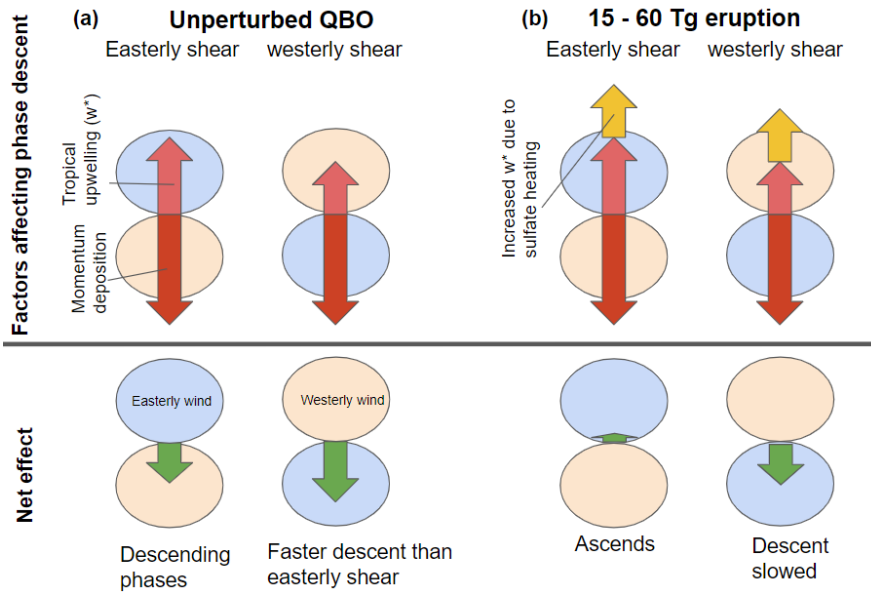 (a) Unperturbed QBO
Easterly shear westerly shear
(b) 15 - 60 Tg eruption
Easterly shear westerly shear
Factors affecting phase descent
Tropical
upwelling (w*)
Momentum
deposition
Increased w* due to
sulfate heating
Net effect
Easterly wind
Westerly wind
Descending
phases
Faster descent than
easterly shear
Ascends
Descent
slowed